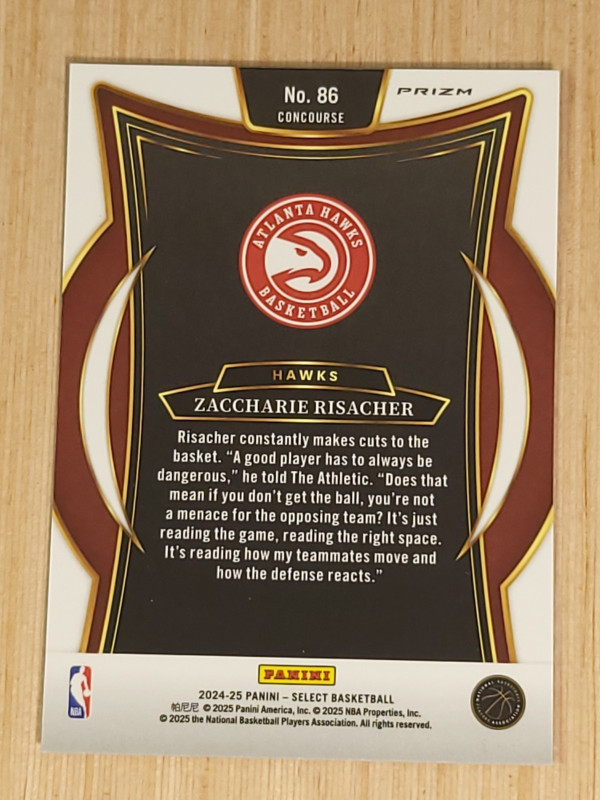 No. 86
PRIZM
CONCOURSE
ATLANTA HAWKS
BASKETBALL
HAWKS
ZACCHARIE RISACHER
Risacher constantly makes cuts to the
basket. “A good player has to always be
dangerous,” he told The Athletic. “Does that
mean if you don’t get the ball, you’re not
a menace for the opposing team? It’s just
reading the game, reading the right space.
It’s reading how my teammates move and
how the defense reacts.”
PANINI
2024-25 PANINI – SELECT BASKETBALL
帕尼尼 © 2025 Panini America, Inc. © 2025 NBA Properties, Inc.
© 2025 the National Basketball Players Association. All rights reserved.
NBA
NATIONAL BASKETBALL
PLAYERS ASSOCIATION